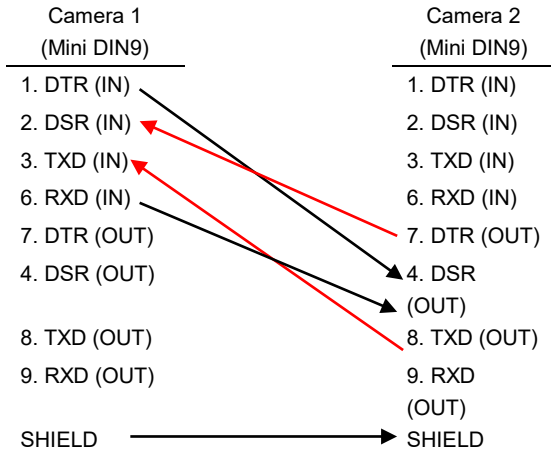 Camera 1
(Mini DIN9)
1. DTR (IN)
2. DSR (IN)
3. TXD (IN)
6. RXD (IN)
7. DTR (OUT)
4. DSR (OUT)
8. TXD (OUT)
9. RXD (OUT)
SHIELD
Camera 2
(Mini DIN9)
1. DTR (IN)
2. DSR (IN)
3. TXD (IN)
6. RXD (IN)
7. DTR (OUT)
4. DSR
(OUT)
8. TXD (OUT)
9. RXD
(OUT)
SHIELD